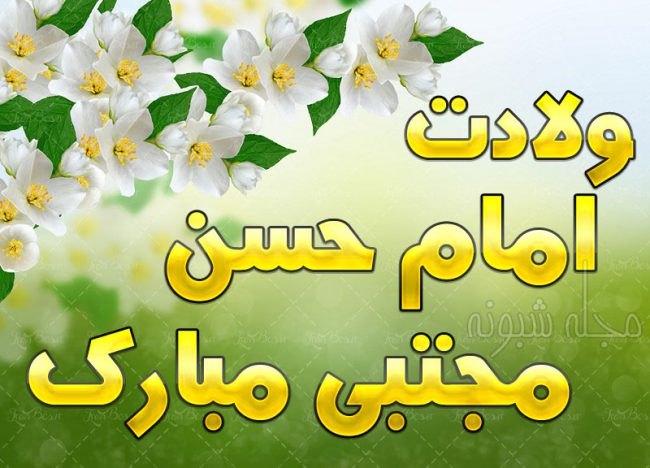 ولادت
امام حسن
مجله شبونه
مجتبی مبارک